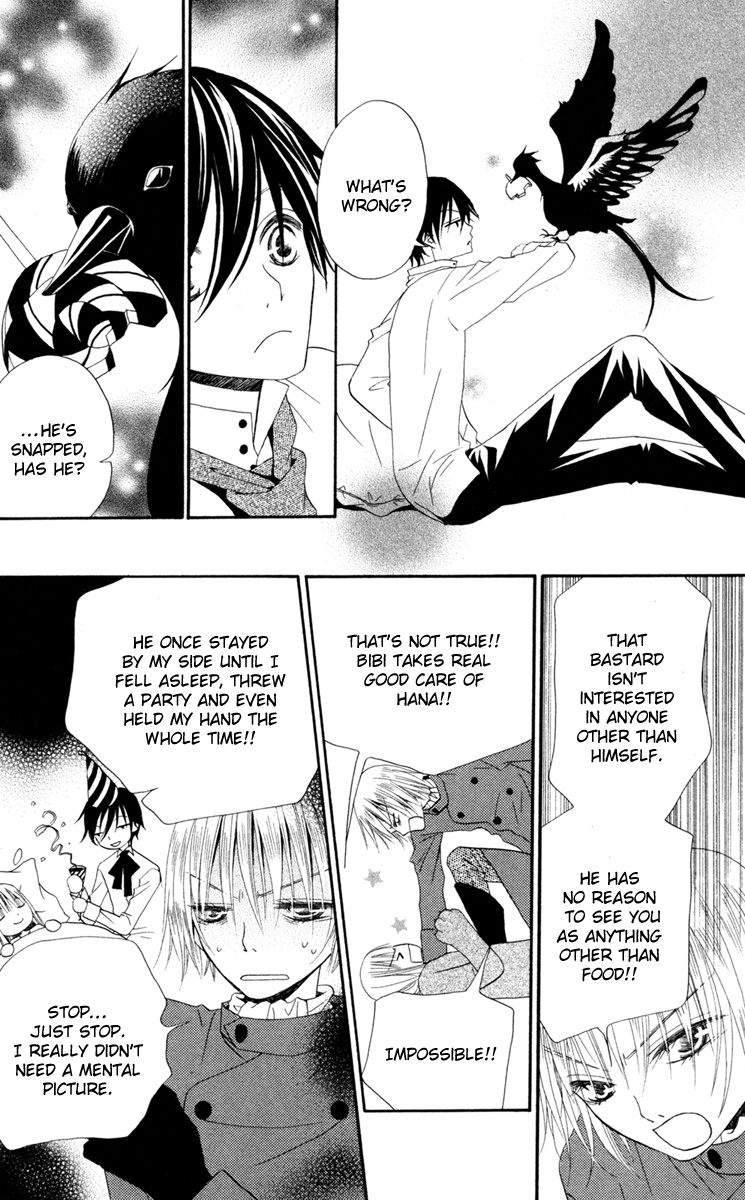 WHAT'S
WRONG?
...HE'S
SNAPPED,
HAS HE?
THAT
BASTARD
ISN'T
INTERESTED
IN ANYONE
OTHER THAN
HIMSELF.
HE HAS
NO REASON
TO SEE YOU
AS ANYTHING
OTHER THAN
FOOD!!
THAT'S NOT TRUE!!
BIBI TAKES REAL
GOOD CARE OF
HANA!!
IMPOSSIBLE!!
HE ONCE STAYED
BY MY SIDE UNTIL I
FELL ASLEEP, THREW
A PARTY AND EVEN
HELD MY HAND THE
WHOLE TIME!!
STOP...
JUST STOP.
I REALLY DIDN'T
NEED A MENTAL
PICTURE.